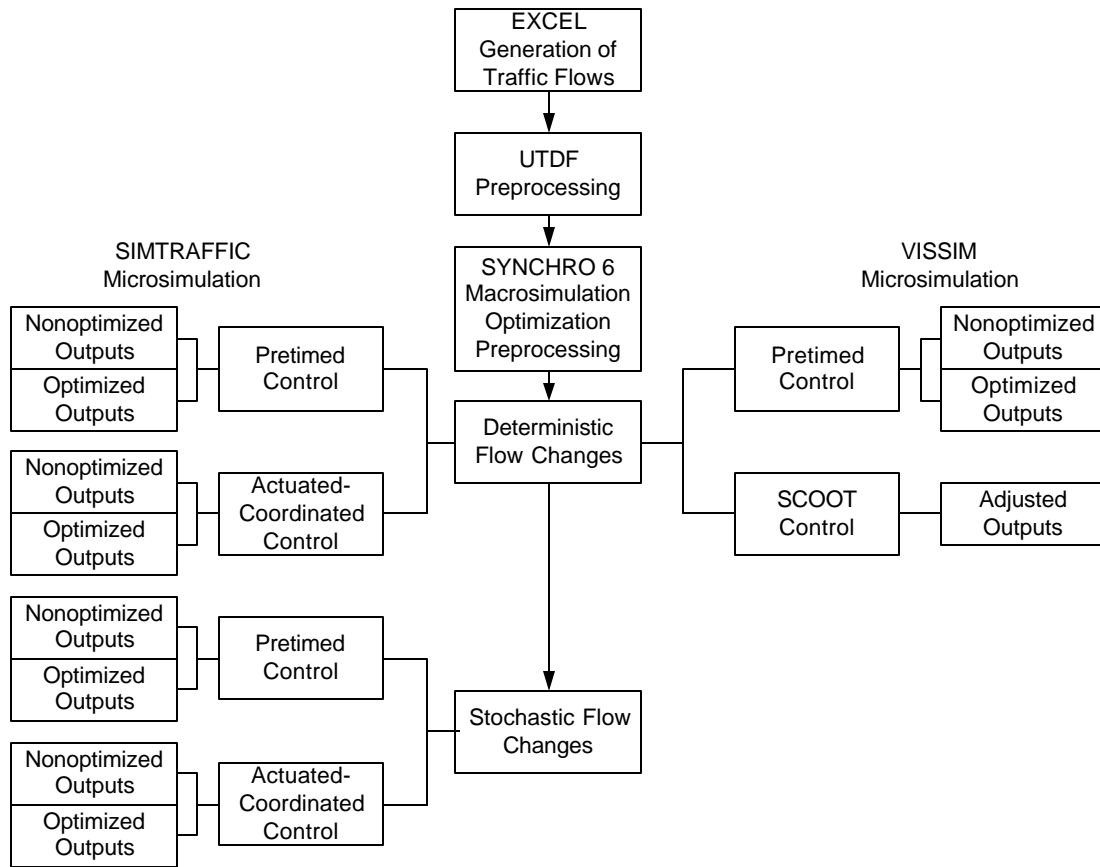 EXCEL
Generation of
Traffic Flows
UTDF
Preprocessing
SYNCHRO 6
Macrosimulation
Optimization
Preprocessing
SIMTRAFFIC
Microsimulation
VISSIM
Microsimulation
Nonoptimized
Outputs
Optimized
Outputs
Pretimed
Control
Deterministic
Flow Changes
Pretimed
Control
Nonoptimized
Outputs
Optimized
Outputs
Nonoptimized
Outputs
Optimized
Outputs
Actuated-
Coordinated
Control
SCOOT
Control
Adjusted
Outputs
Nonoptimized
Outputs
Optimized
Outputs
Pretimed
Control
Stochastic Flow
Changes
Nonoptimized
Outputs
Optimized
Outputs
Actuated-
Coordinated
Control